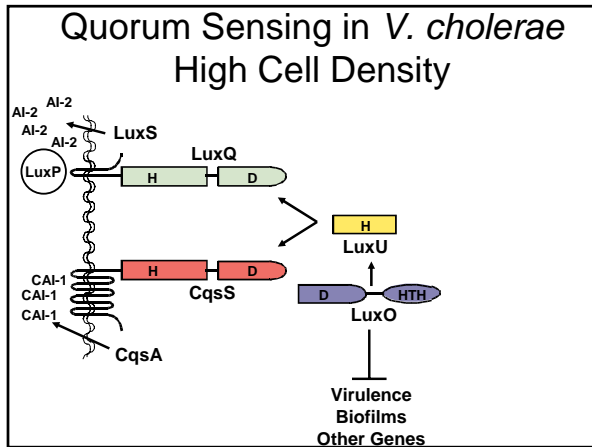 Quorum Sensing in V. cholerae
High Cell Density
AI-2
AI-2
AI-2
AI-2
LuxS
LuxQ
LuxP
H
D
H
LuxU
CAI-1
CAI-1
CAI-1
H
D
CqsS
D
HTH
LuxO
CqsA
Virulence
Biofilms
Other Genes